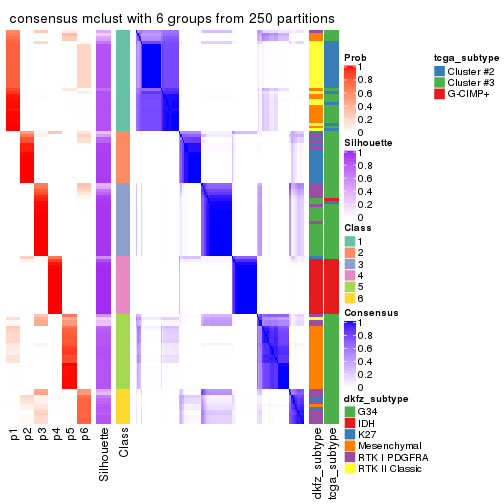 consensus mclust with 6 groups from 250 partitions
Prob
1
0.8
0.6
0.4
0.2
0
Silhouette
1
0.8
0.6
0.4
0.2
0
Class
1
2
3
4
5
6
Consensus
1
0.8
0.6
0.4
0.2
0
dkfz_subtype
G34
IDH
K27
Mesenchymal
RTK I PDGFRA
RTK II Classic
tcga_subtype
Cluster #2
Cluster #3
G-CIMP+
p1
p2
p3
p4
p5
p6
Silhouette
Class
dkfz_subtype
tcga_subtype